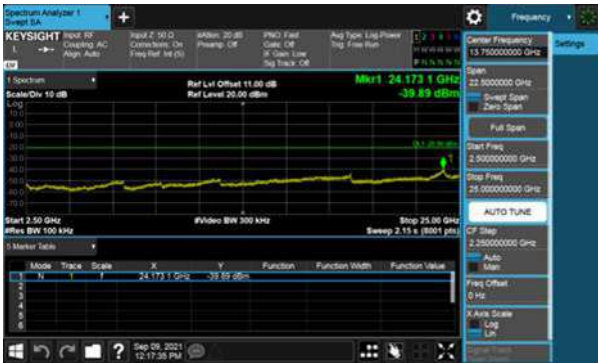 Spectrum Analyzer 1
Swept SA
+
Frequency
KEYSIGHT
Input: RF
Coupling: AC
Align: Auto
Input Z: 50 Ω
Corrections: On
Freq Ref: Int (S)
#Atten: 20 dB
Preamp: Off
PNO: Fast
Gate: Off
IF Gain: Low
Sig Track: Off
Avg Type: Log-Power
Trig: Free Run
Center Frequency
13.750000000 GHz
Settings
Span
22.5000000 GHz
Swept Span
Zero Span
Full Span
Start Freq
2.500000000 GHz
Stop Freq
25.000000000 GHz
AUTO TUNE
CF Step
2.250000000 GHz
Auto
Man
Freq Offset
0 Hz
X Axis Scale
Log
Lin
1 Spectrum
Scale/Div 10 dB
Log
Ref Lvl Offset 11.00 dB
Ref Level 20.00 dBm
Mkr1 24.173 1 GHz
-39.89 dBm
1
Start 2.50 GHz
#Res BW 100 kHz
#Video BW 300 kHz
Stop 25.00 GHz
Sweep 2.15 s (8001 pts)
5 Marker Table
Mode Trace Scale X Y Function Function Width Function Value
1 N 1 f 24.173 1 GHz -39.89 dBm
2
3
4
5
6
?
Sep 09, 2021
12:17:35 PM